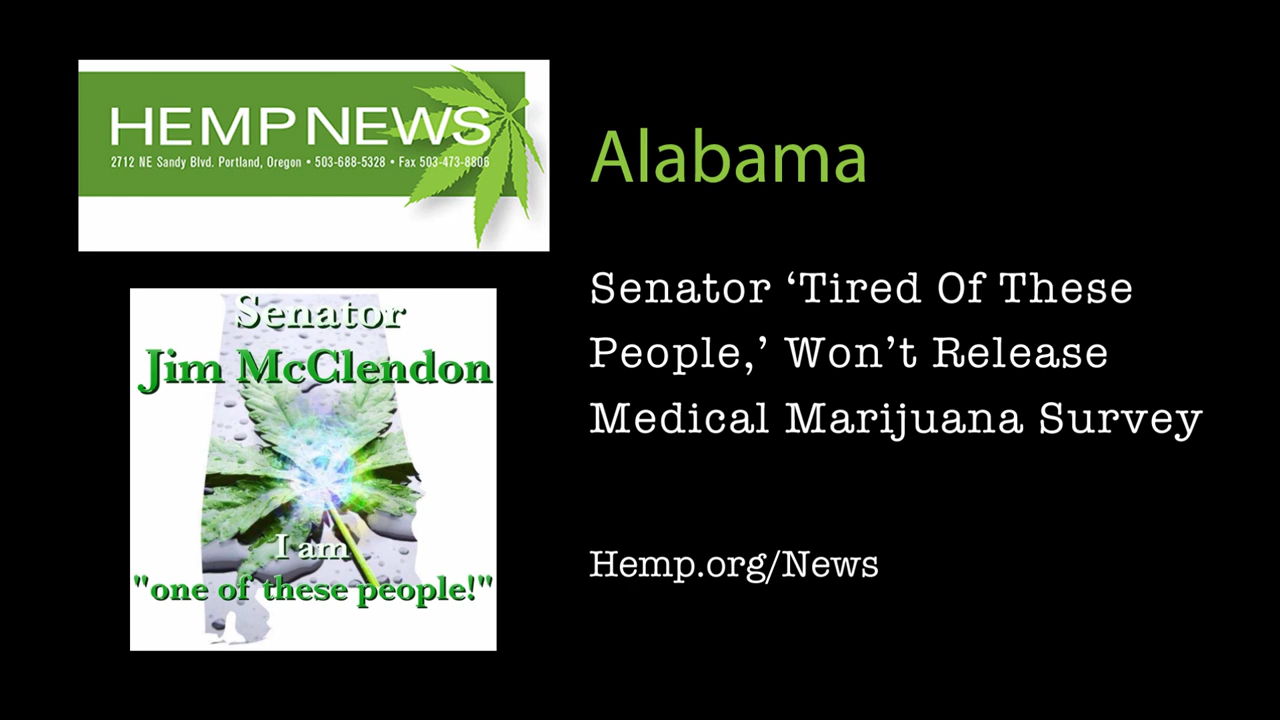 HEMP NEWS
2712 NE Sandy Blvd. Portland, Oregon • 503-688-5328 • Fax 503-473-8806
Senator
Jim McClendon
I am
"one of these people!"
Alabama
Senator ‘Tired Of These
People,’ Won’t Release
Medical Marijuana Survey
Hemp.org/News